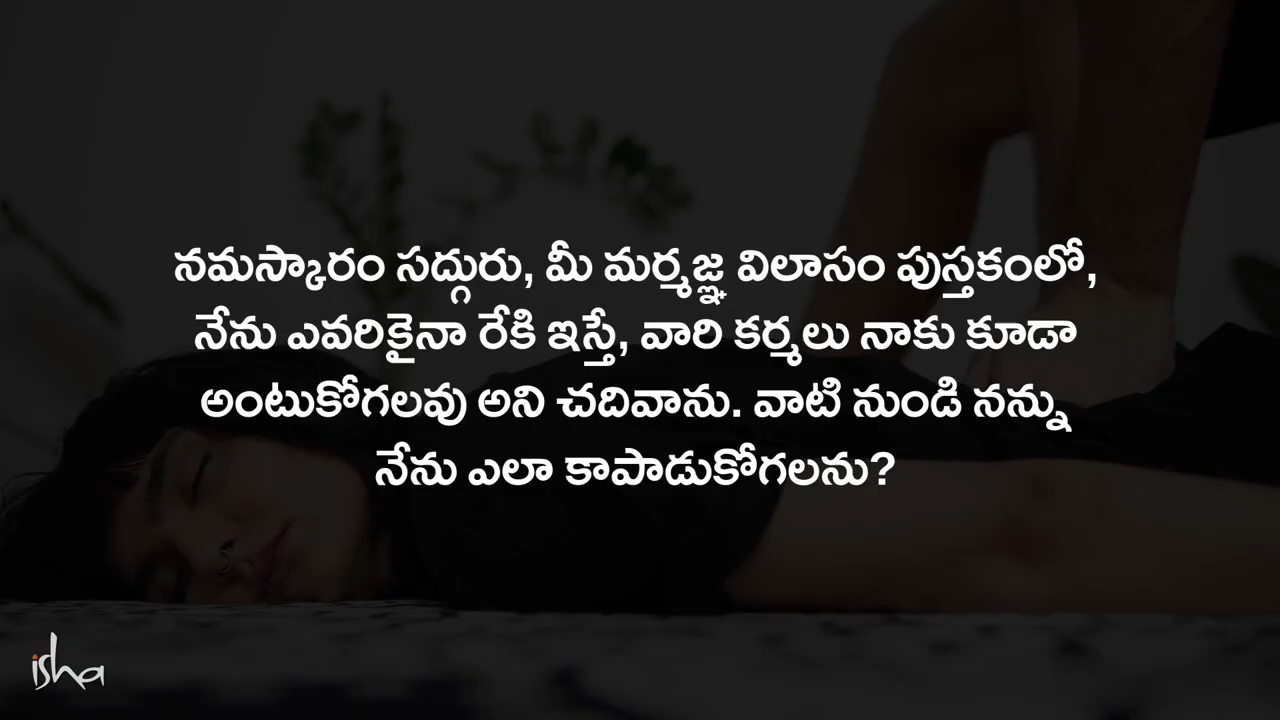 నమస్కారం సద్గురు, మీ మర్మజ్ఞ విలాసం పుస్తకంలో,
నేను ఎవరికైనా రేకి ఇస్తే, వారి కర్మలు నాకు కూడా
అంటుకోగలవు అని చదివాను. వాటి నుండి నన్ను
నేను ఎలా కాపాడుకోగలను?
isha